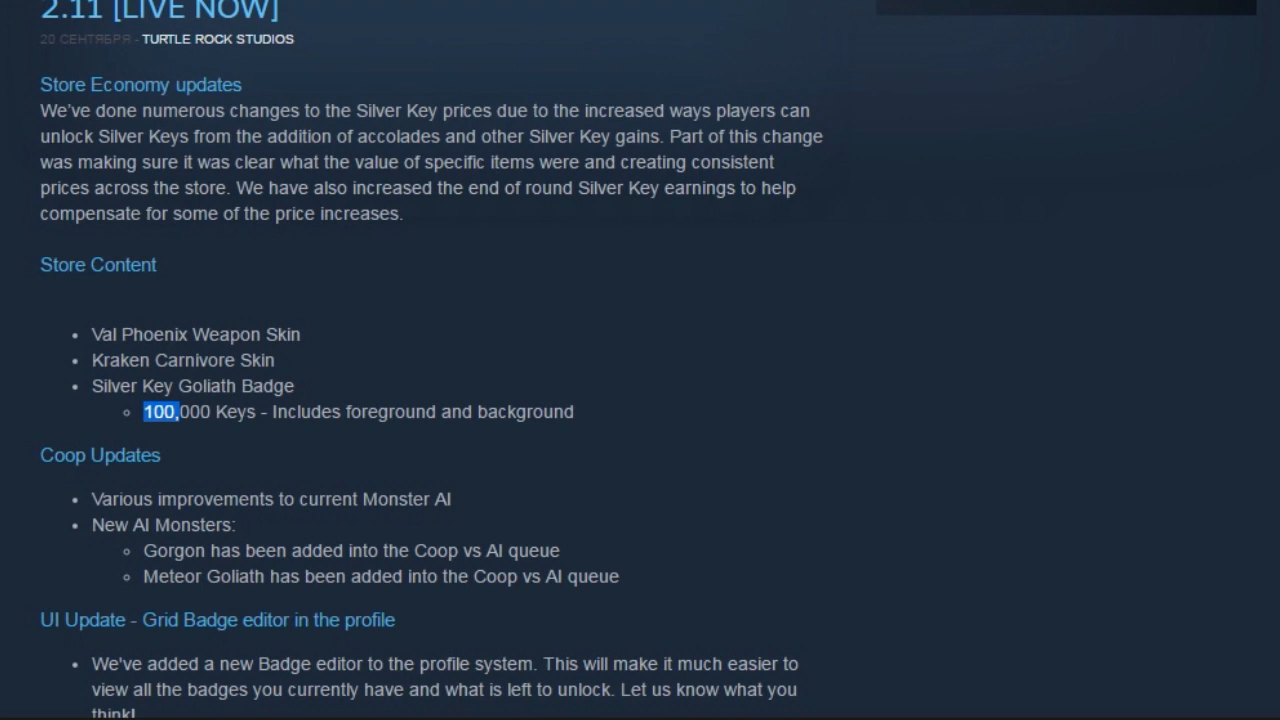 2.11 [LIVE NOW]
20 СЕНТЯБРЯ - TURTLE ROCK STUDIOS
Store Economy updates
We've done numerous changes to the Silver Key prices due to the increased ways players can
unlock Silver Keys from the addition of accolades and other Silver Key gains. Part of this change
was making sure it was clear what the value of specific items were and creating consistent
prices across the store. We have also increased the end of round Silver Key earnings to help
compensate for some of the price increases.
Store Content
• Val Phoenix Weapon Skin
• Kraken Carnivore Skin
• Silver Key Goliath Badge
◦ 100,000 Keys - Includes foreground and background
Coop Updates
• Various improvements to current Monster AI
• New AI Monsters:
◦ Gorgon has been added into the Coop vs AI queue
◦ Meteor Goliath has been added into the Coop vs AI queue
UI Update - Grid Badge editor in the profile
• We've added a new Badge editor to the profile system. This will make it much easier to
view all the badges you currently have and what is left to unlock. Let us know what you
think!